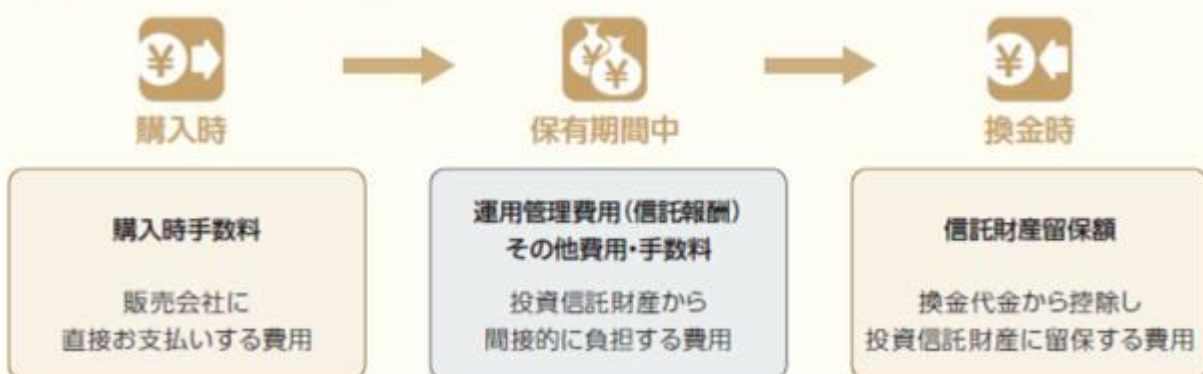 購入時
保有期間中
換金時
購入時手数料
販売会社に
直接お支払いする費用
運用管理費用(信託報酬)
その他費用・手数料
投資信託財産から
間接的に負担する費用
信託財産留保額
換金代金から控除し
投資信託財産に留保する費用